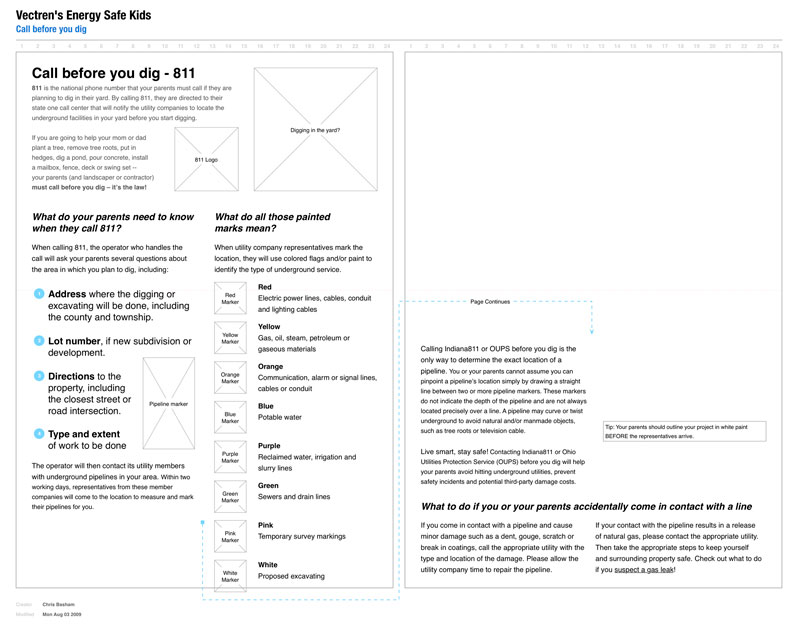 Vectren's Energy Safe Kids
Call before you dig
1 2 3 4 5 6 7 8 9 10 11 12 13 14 15 16 17 18 19 20 21 22 23 24
1 2 3 4 5 6 7 8 9 10 11 12 13 14 15 16 17 18 19 20 21 22 23 24
Call before you dig - 811
811 is the national phone number that your parents must call if they are
planning to dig in their yard. By calling 811, they are directed to their
state one call center that will notify the utility companies to locate the
underground facilities in your yard before you start digging.
If you are going to help your mom or dad
plant a tree, remove tree roots, put in
hedges, dig a pond, pour concrete, install
a mailbox, fence, deck or swing set --
your parents (and landscaper or contractor)
must call before you dig – it's the law!
811 Logo
Digging in the yard?
What do your parents need to know
when they call 811?
When calling 811, the operator who handles the
call will ask your parents several questions about
the area in which you plan to dig, including:
1 Address where the digging or
excavating will be done, including
the county and township.
2 Lot number, if new subdivision or
development.
3 Directions to the
property, including
the closest street or
road intersection.
4 Type and extent
of work to be done
Pipeline marker
The operator will then contact its utility members
with underground pipelines in your area. Within two
working days, representatives from these member
companies will come to the location to measure and mark
their pipelines for you.
What do all those painted
marks mean?
When utility company representatives mark the
location, they will use colored flags and/or paint to
identify the type of underground service.
Red
Marker
Red
Electric power lines, cables, conduit
and lighting cables
Yellow
Marker
Yellow
Gas, oil, steam, petroleum or
gaseous materials
Orange
Marker
Orange
Communication, alarm or signal lines,
cables or conduit
Blue
Marker
Blue
Potable water
Purple
Marker
Purple
Reclaimed water, irrigation and
slurry lines
Green
Marker
Green
Sewers and drain lines
Pink
Marker
Pink
Temporary survey markings
White
Marker
White
Proposed excavating
Page Continues
Calling Indiana811 or OUPS before you dig is the
only way to determine the exact location of a
pipeline. You or your parents cannot assume you can
pinpoint a pipeline's location simply by drawing a straight
line between two or more pipeline markers. These markers
do not indicate the depth of the pipeline and are not always
located precisely over a line. A pipeline may curve or twist
underground to avoid natural and/or manmade objects,
such as tree roots or television cable.
Live smart, stay safe! Contacting Indiana811 or Ohio
Utilities Protection Service (OUPS) before you dig will help
your parents avoid hitting underground utilities, prevent
safety incidents and potential third-party damage costs.
Tip: Your parents should outline your project in white paint
BEFORE the representatives arrive.
What to do if you or your parents accidentally come in contact with a line
If you come in contact with a pipeline and cause
minor damage such as a dent, gouge, scratch or
break in coatings, call the appropriate utility with the
type and location of the damage. Please allow the
utility company time to repair the pipeline.
If your contact with the pipeline results in a release
of natural gas, please contact the appropriate utility.
Then take the appropriate steps to keep yourself
and surrounding property safe. Check out what to do
if you suspect a gas leak!
Creator Chris Basham
Modified Mon Aug 03 2009